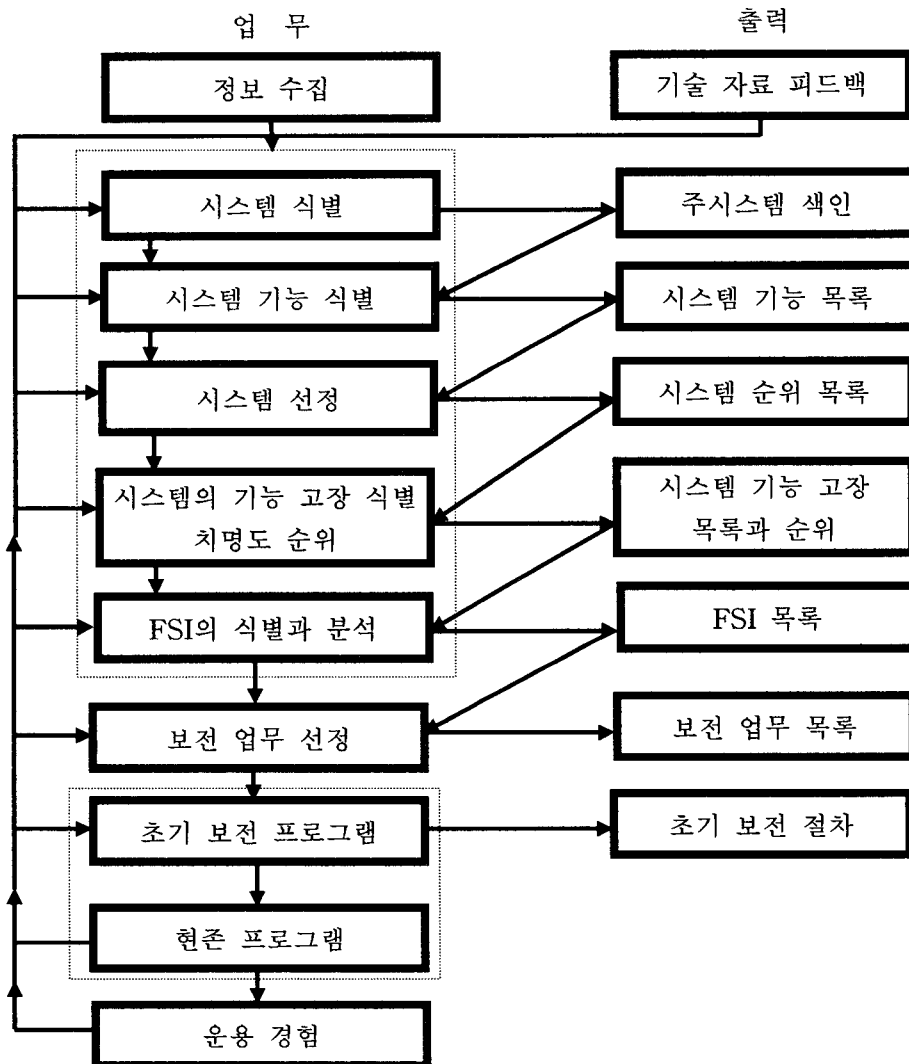 업 무
출력
정보 수집
기술 자료 피드백
시스템 식별
주시스템 색인
시스템 기능 식별
시스템 기능 목록
시스템 선정
시스템 순위 목록
시스템의 기능 고장 식별
치명도 순위
시스템 기능 고장
목록과 순위
FSI의 식별과 분석
FSI 목록
보전 업무 선정
보전 업무 목록
초기 보전 프로그램
초기 보전 절차
현존 프로그램
운용 경험